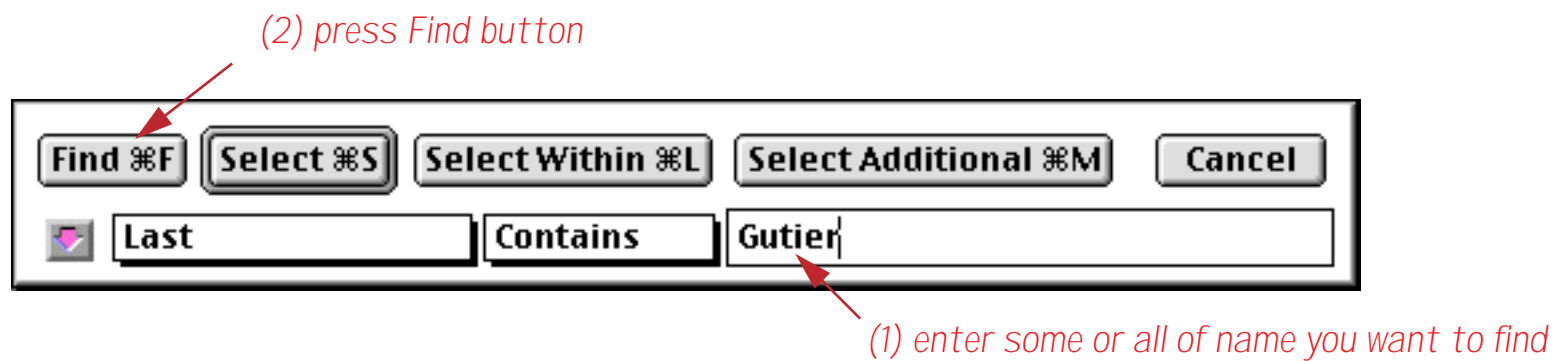 (2) press Find button
Find ⌘F Select ⌘S Select Within ⌘L Select Additional ⌘M Cancel
Last Contains Gutier
(1) enter some or all of name you want to find